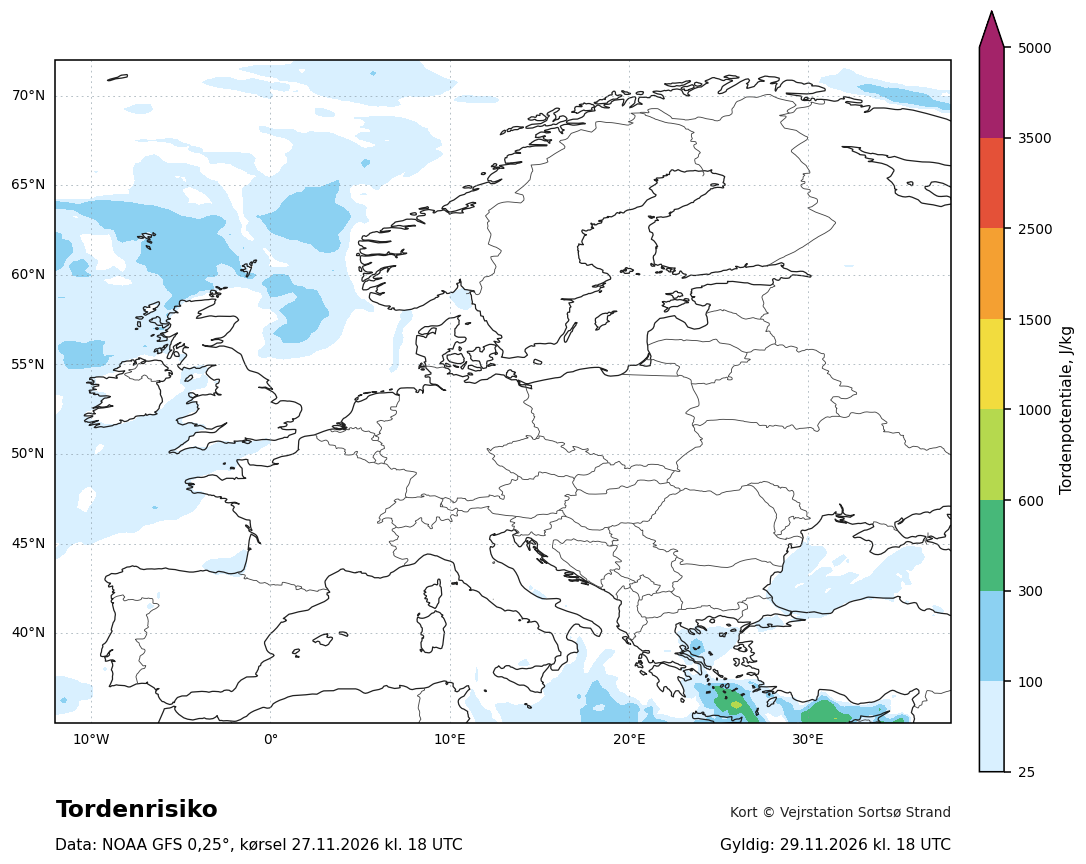 70°N
65°N
60°N
55°N
50°N
45°N
40°N
10°W
0°
10°E
20°E
30°E
5000
3500
2500
1500
1000
600
300
100
25
Tordenpotentiale, J/kg
Tordenrisiko
Kort © Vejrstation Sortsø Strand
Data: NOAA GFS 0,25°, kørsel 27.11.2026 kl. 18 UTC
Gyldig: 29.11.2026 kl. 18 UTC